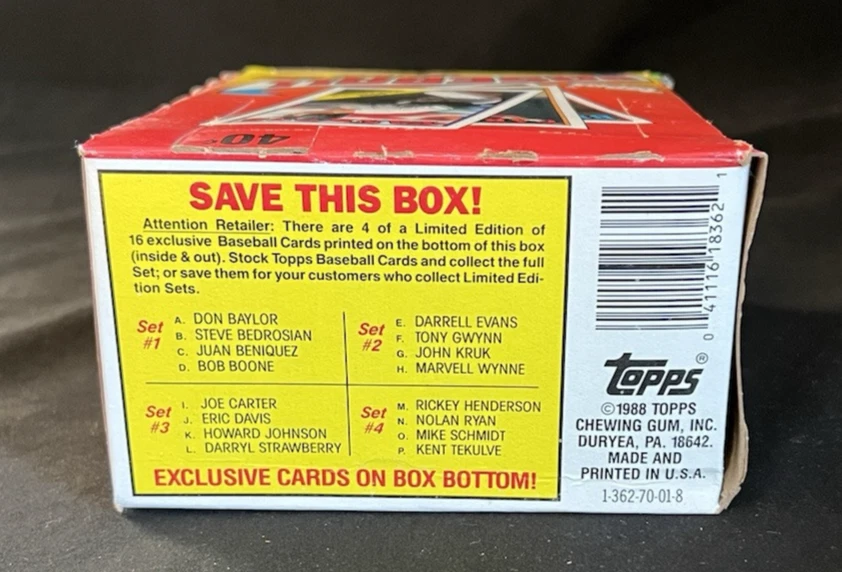 40¢
SAVE THIS BOX!
Attention Retailer: There are 4 of a Limited Edition of
16 exclusive Baseball Cards printed on the bottom of this box
(inside & out). Stock Topps Baseball Cards and collect the full
Set; or save them for your customers who collect Limited Edi-
tion Sets.
Set #1
A. DON BAYLOR
B. STEVE BEDROSIAN
C. JUAN BENIQUEZ
D. BOB BOONE
Set #2
E. DARRELL EVANS
F. TONY GWYNN
G. JOHN KRUK
H. MARVELL WYNNE
Set #3
I. JOE CARTER
J. ERIC DAVIS
K. HOWARD JOHNSON
L. DARRYL STRAWBERRY
Set #4
M. RICKEY HENDERSON
N. NOLAN RYAN
O. MIKE SCHMIDT
P. KENT TEKULVE
EXCLUSIVE CARDS ON BOX BOTTOM!
0 41116 18362 1
topps®
©1988 TOPPS
CHEWING GUM, INC.
DURYEA, PA. 18642.
MADE AND
PRINTED IN U.S.A.
1-362-70-01-8